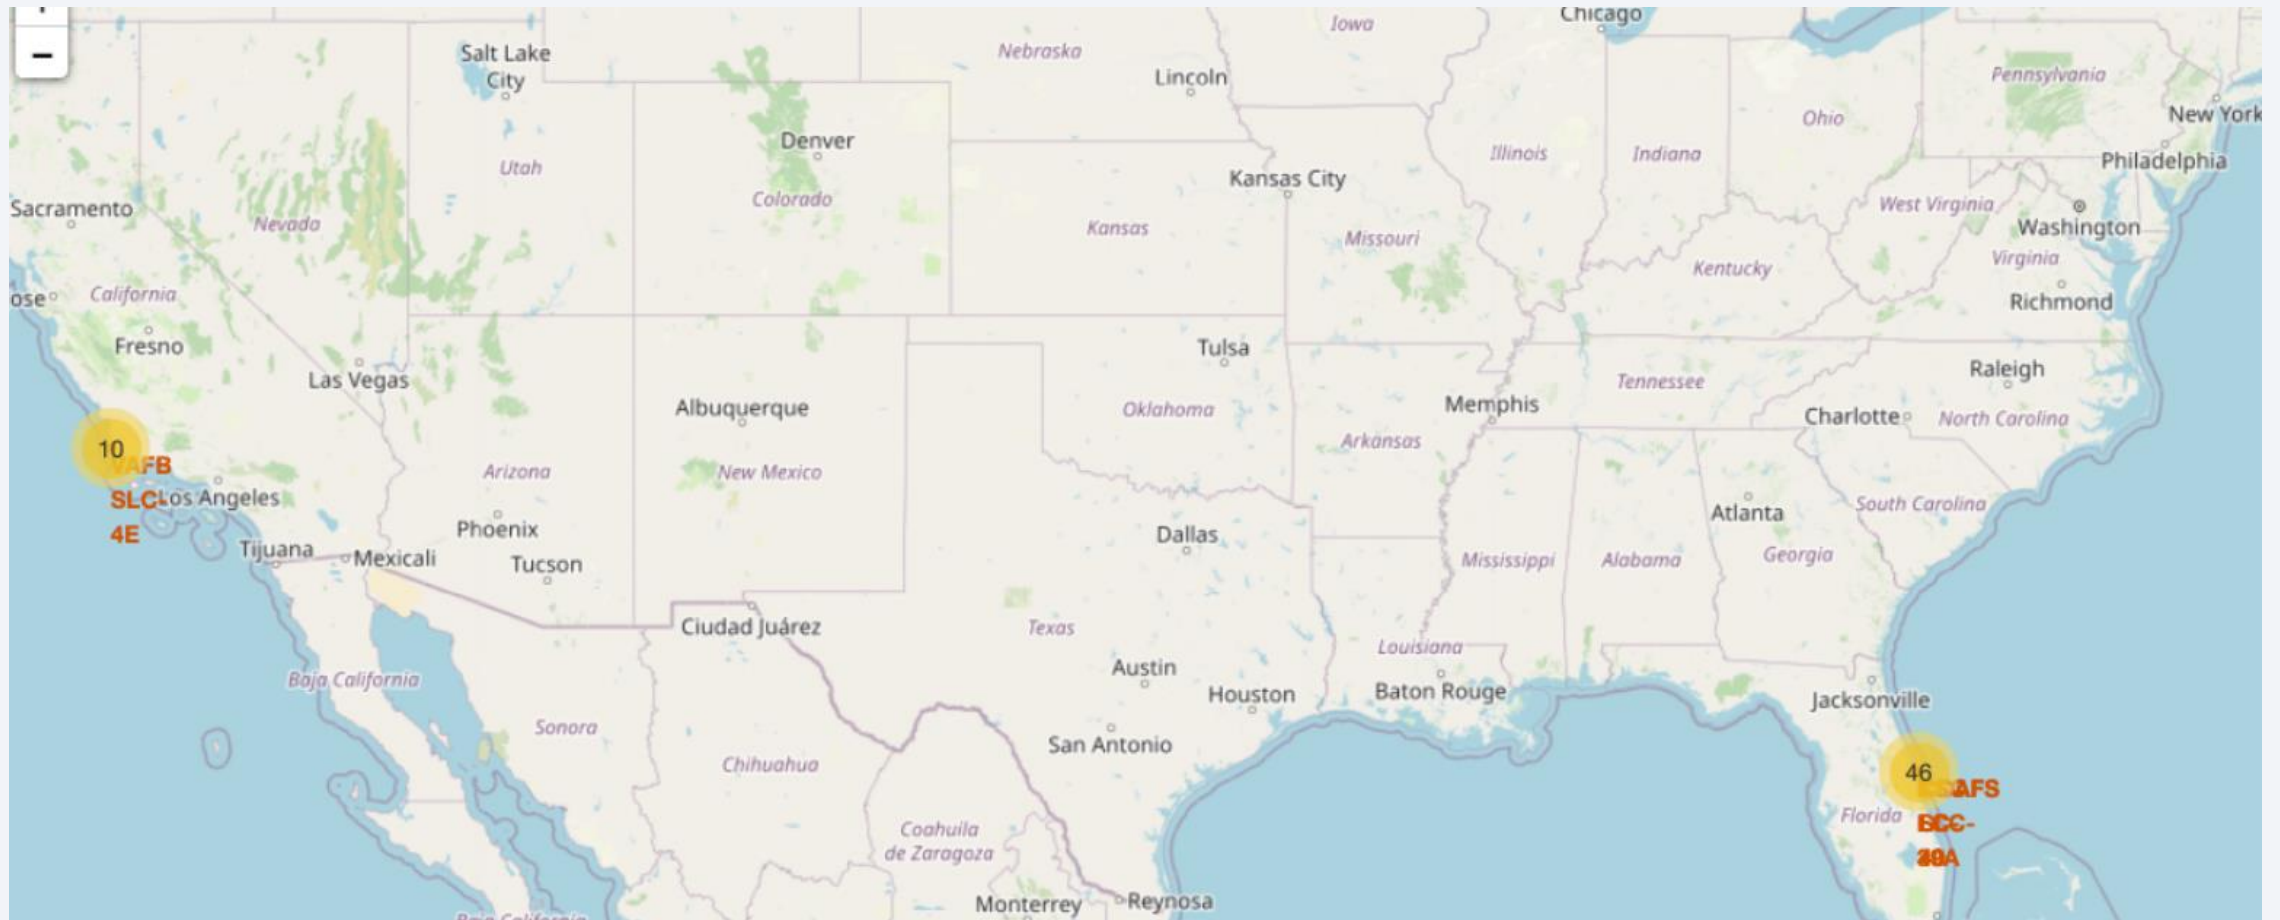 −
Chicago
Iowa
Salt Lake
City
Nebraska
Lincoln
Pennsylvania
New York
Ohio
Denver
Illinois
Indiana
Philadelphia
Utah
Kansas City
Colorado
Sacramento
West Virginia
Washington
Nevada
Kansas
Missouri
Virginia
Kentucky
California
ose
Richmond
Fresno
Tulsa
Las Vegas
Raleigh
Tennessee
Albuquerque
Oklahoma
Memphis
Charlotte
North Carolina
Arkansas
10
VAFB
Arizona
New Mexico
SLC-
Los Angeles
4E
South Carolina
Atlanta
Phoenix
Dallas
Tijuana
Mexicali
Tucson
Mississippi
Alabama
Georgia
Ciudad Juárez
Texas
Louisiana
Austin
Baja California
Houston
Baton Rouge
Jacksonville
Sonora
San Antonio
Chihuahua
46
AFS
Florida
Coahuila
de Zaragoza
Monterrey
Reynosa